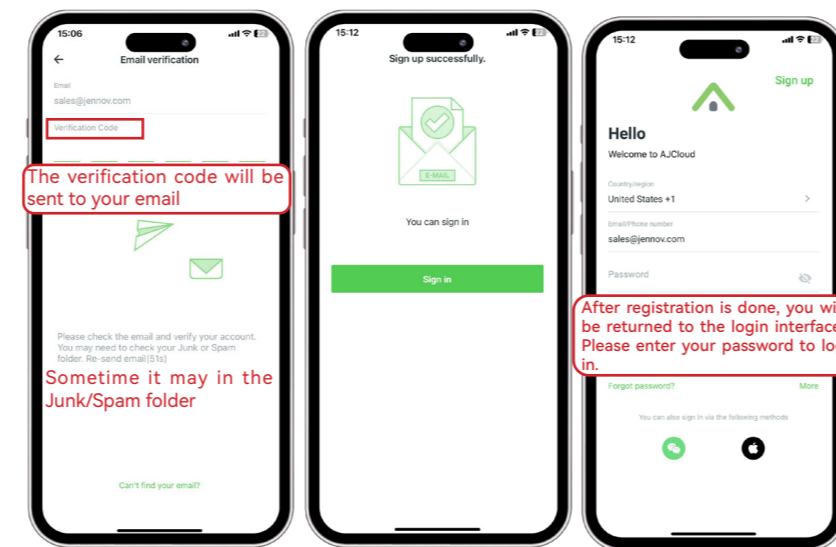 15:06
Email verification
Email
sales@jennov.com
Verification Code
The verification code will be
sent to your email
Please check the email and verify your account.
You may need to check your Junk or Spam
folder. Re-send email(51s)
Sometime it may in the
Junk/Spam folder
Can't find your email?
15:12
Sign up successfully.
E-MAIL
You can sign in
Sign in
15:12
Sign up
Hello
Welcome to AJCloud
Country/region
United States +1
Email/Phone number
sales@jennov.com
Password
After registration is done, you wi
be returned to the login interface
Please enter your password to lo
in.
Forgot password?
More
You can also sign in via the following methods